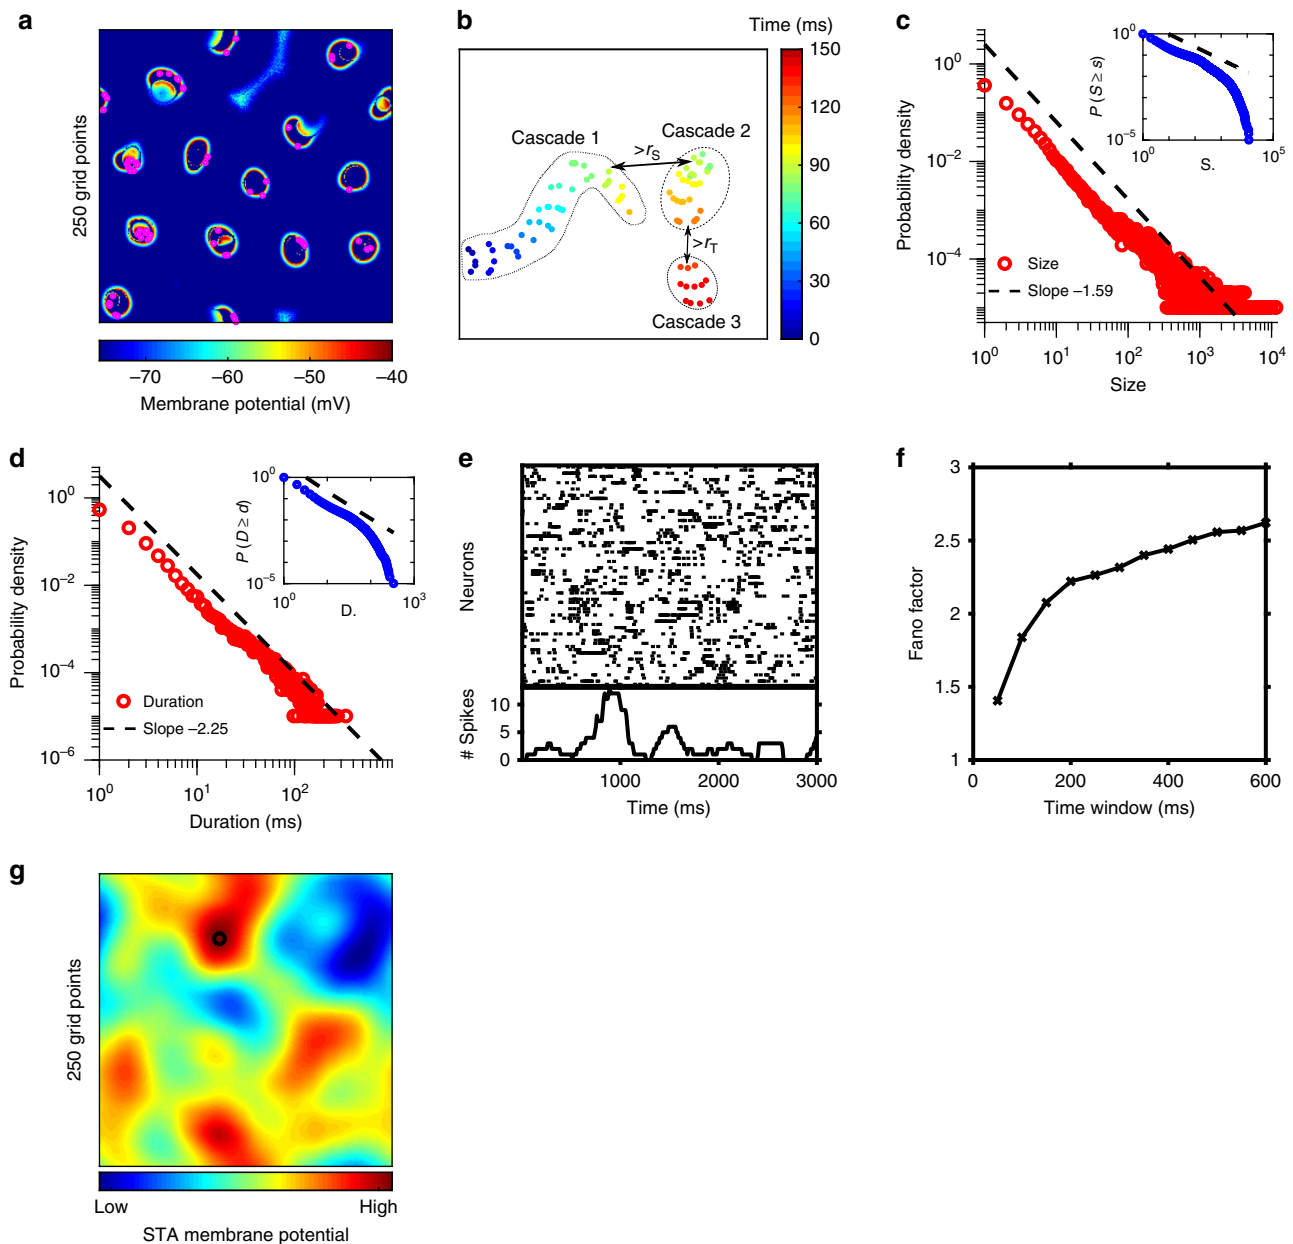 a
250 grid points
−70 −60 −50 −40
Membrane potential (mV)
b
Time (ms)
Cascade 1
Cascade 2
>rS
>rT
Cascade 3
150
120
90
60
30
0
c
Probability density
10^0
10^−2
10^−4
Size
Slope −1.59
10^0 10^1 10^2 10^3 10^4
Size
P (S ≥ s)
10^0
10^−5
10^0 10^5
S.
d
Probability density
10^0
10^−2
10^−4
10^−6
Duration
Slope −2.25
10^0 10^1 10^2
Duration (ms)
P (D ≥ d)
10^0
10^−5
10^0 10^3
D.
e
Neurons
# Spikes
10
5
0
1000 2000 3000
Time (ms)
f
Fano factor
3
2.5
2
1.5
1
0 200 400 600
Time window (ms)
g
250 grid points
Low High
STA membrane potential